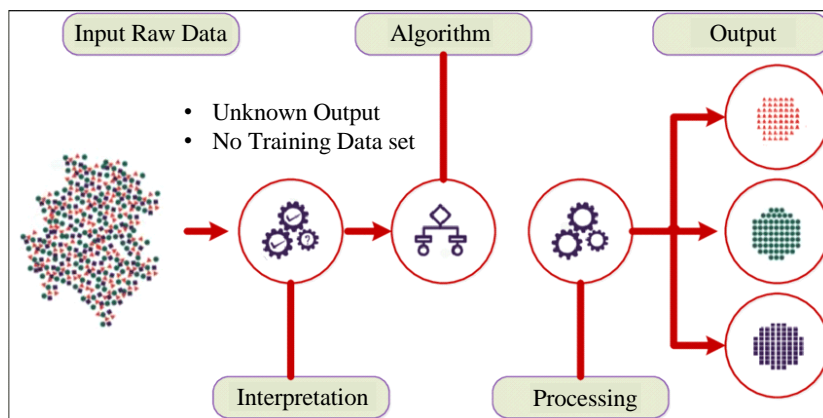 Input Raw Data
Algorithm
Output
• Unknown Output
• No Training Data set
?
Interpretation
Processing